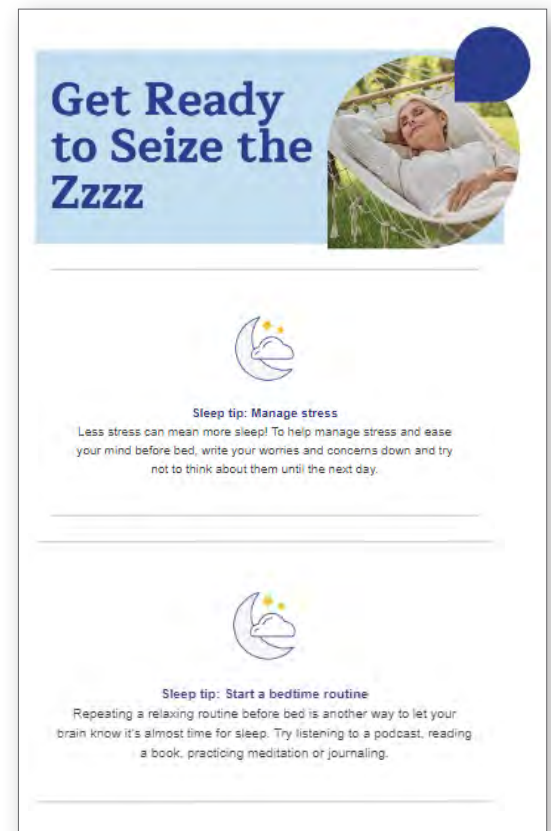 Get Ready
to Seize the
Zzzz
Sleep tip: Manage stress
Less stress can mean more sleep! To help manage stress and ease
your mind before bed, write your worries and concerns down and try
not to think about them until the next day.
Sleep tip: Start a bedtime routine
Repeating a relaxing routine before bed is another way to let your
brain know it's almost time for sleep. Try listening to a podcast, reading
a book, practicing meditation or journaling.